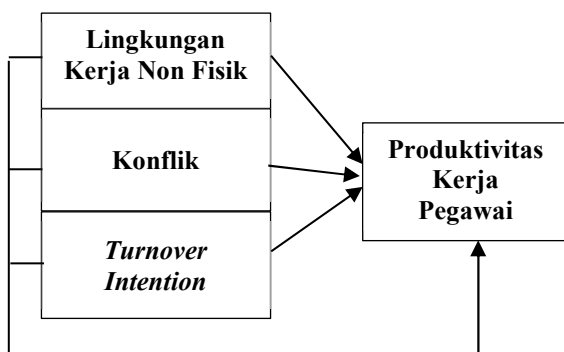 Lingkungan
Kerja Non Fisik
Konflik
Turnover
Intention
Produktivitas
Kerja
Pegawai